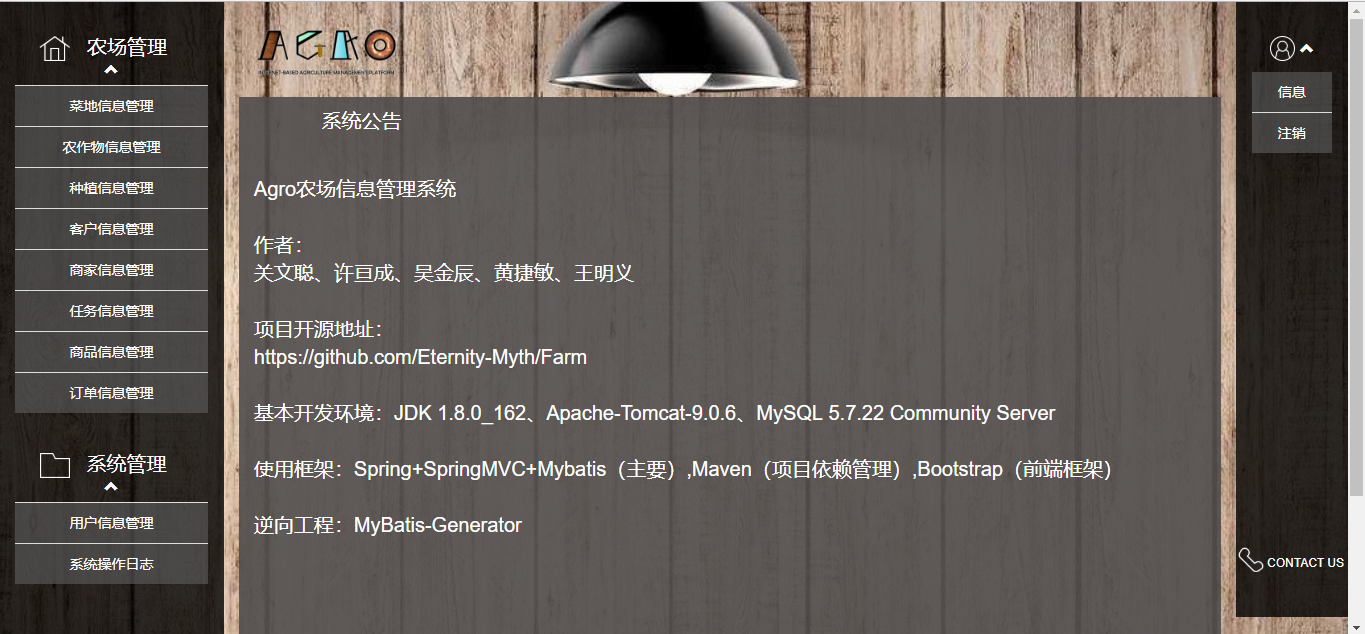 农场管理
菜地信息管理
农作物信息管理
种植信息管理
客户信息管理
商家信息管理
任务信息管理
商品信息管理
订单信息管理
系统管理
用户信息管理
系统操作日志
AGRO
INTERNET-BASED AGRICULTURE MANAGEMENT PLATFORM
系统公告
Agro农场信息管理系统
作者：
关文聪、许亘成、吴金辰、黄捷敏、王明义
项目开源地址：
https://github.com/Eternity-Myth/Farm
基本开发环境：JDK 1.8.0_162、Apache-Tomcat-9.0.6、MySQL 5.7.22 Community Server
使用框架：Spring+SpringMVC+Mybatis（主要）,Maven（项目依赖管理）,Bootstrap（前端框架）
逆向工程：MyBatis-Generator
信息
注销
CONTACT US